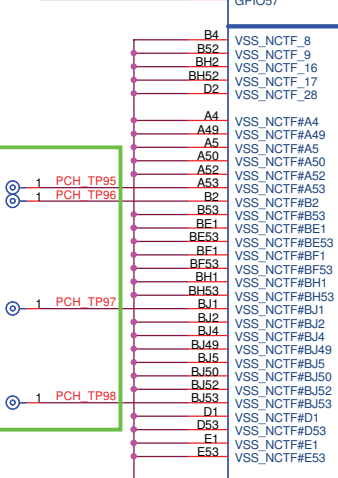 GPIO57
B4 VSS_NCTF_8
B52 VSS_NCTF_9
BH2 VSS_NCTF_16
BH52 VSS_NCTF_17
D2 VSS_NCTF_28
A4 VSS_NCTF#A4
A49 VSS_NCTF#A49
A5 VSS_NCTF#A5
A50 VSS_NCTF#A50
A52 VSS_NCTF#A52
1 PCH_TP95 A53 VSS_NCTF#A53
1 PCH_TP96 B2 VSS_NCTF#B2
B53 VSS_NCTF#B53
BE1 VSS_NCTF#BE1
BE53 VSS_NCTF#BE53
BF1 VSS_NCTF#BF1
BF53 VSS_NCTF#BF53
BH1 VSS_NCTF#BH1
BH53 VSS_NCTF#BH53
1 PCH_TP97 BJ1 VSS_NCTF#BJ1
BJ2 VSS_NCTF#BJ2
BJ4 VSS_NCTF#BJ4
BJ49 VSS_NCTF#BJ49
BJ5 VSS_NCTF#BJ5
BJ50 VSS_NCTF#BJ50
BJ52 VSS_NCTF#BJ52
1 PCH_TP98 BJ53 VSS_NCTF#BJ53
D1 VSS_NCTF#D1
D53 VSS_NCTF#D53
E1 VSS_NCTF#E1
E53 VSS_NCTF#E53